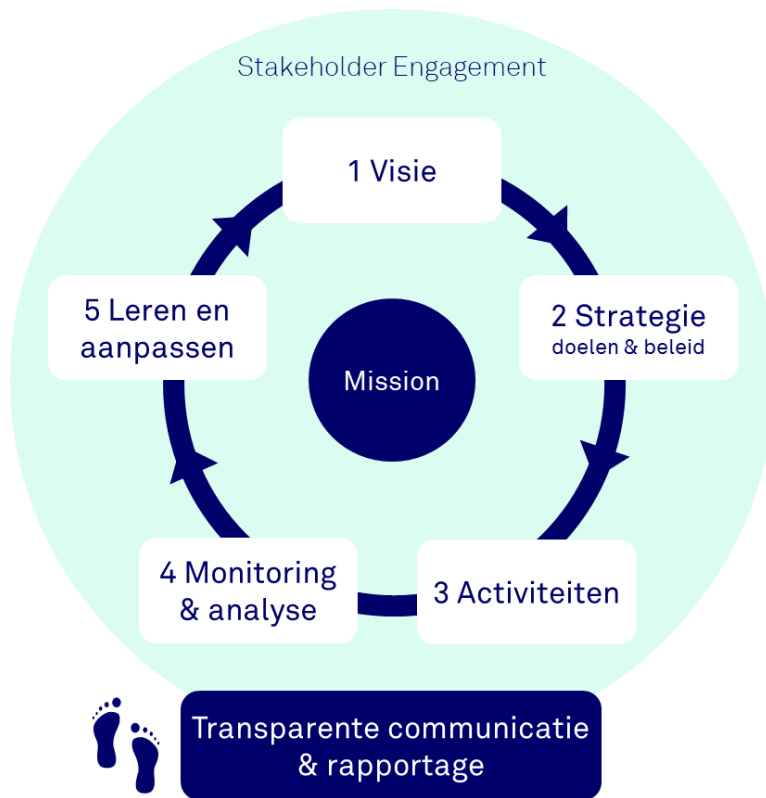 Stakeholder Engagement
1 Visie
2 Strategie
doelen & beleid
3 Activiteiten
4 Monitoring
& analyse
5 Leren en
aanpassen
Mission
Transparente communicatie
& rapportage